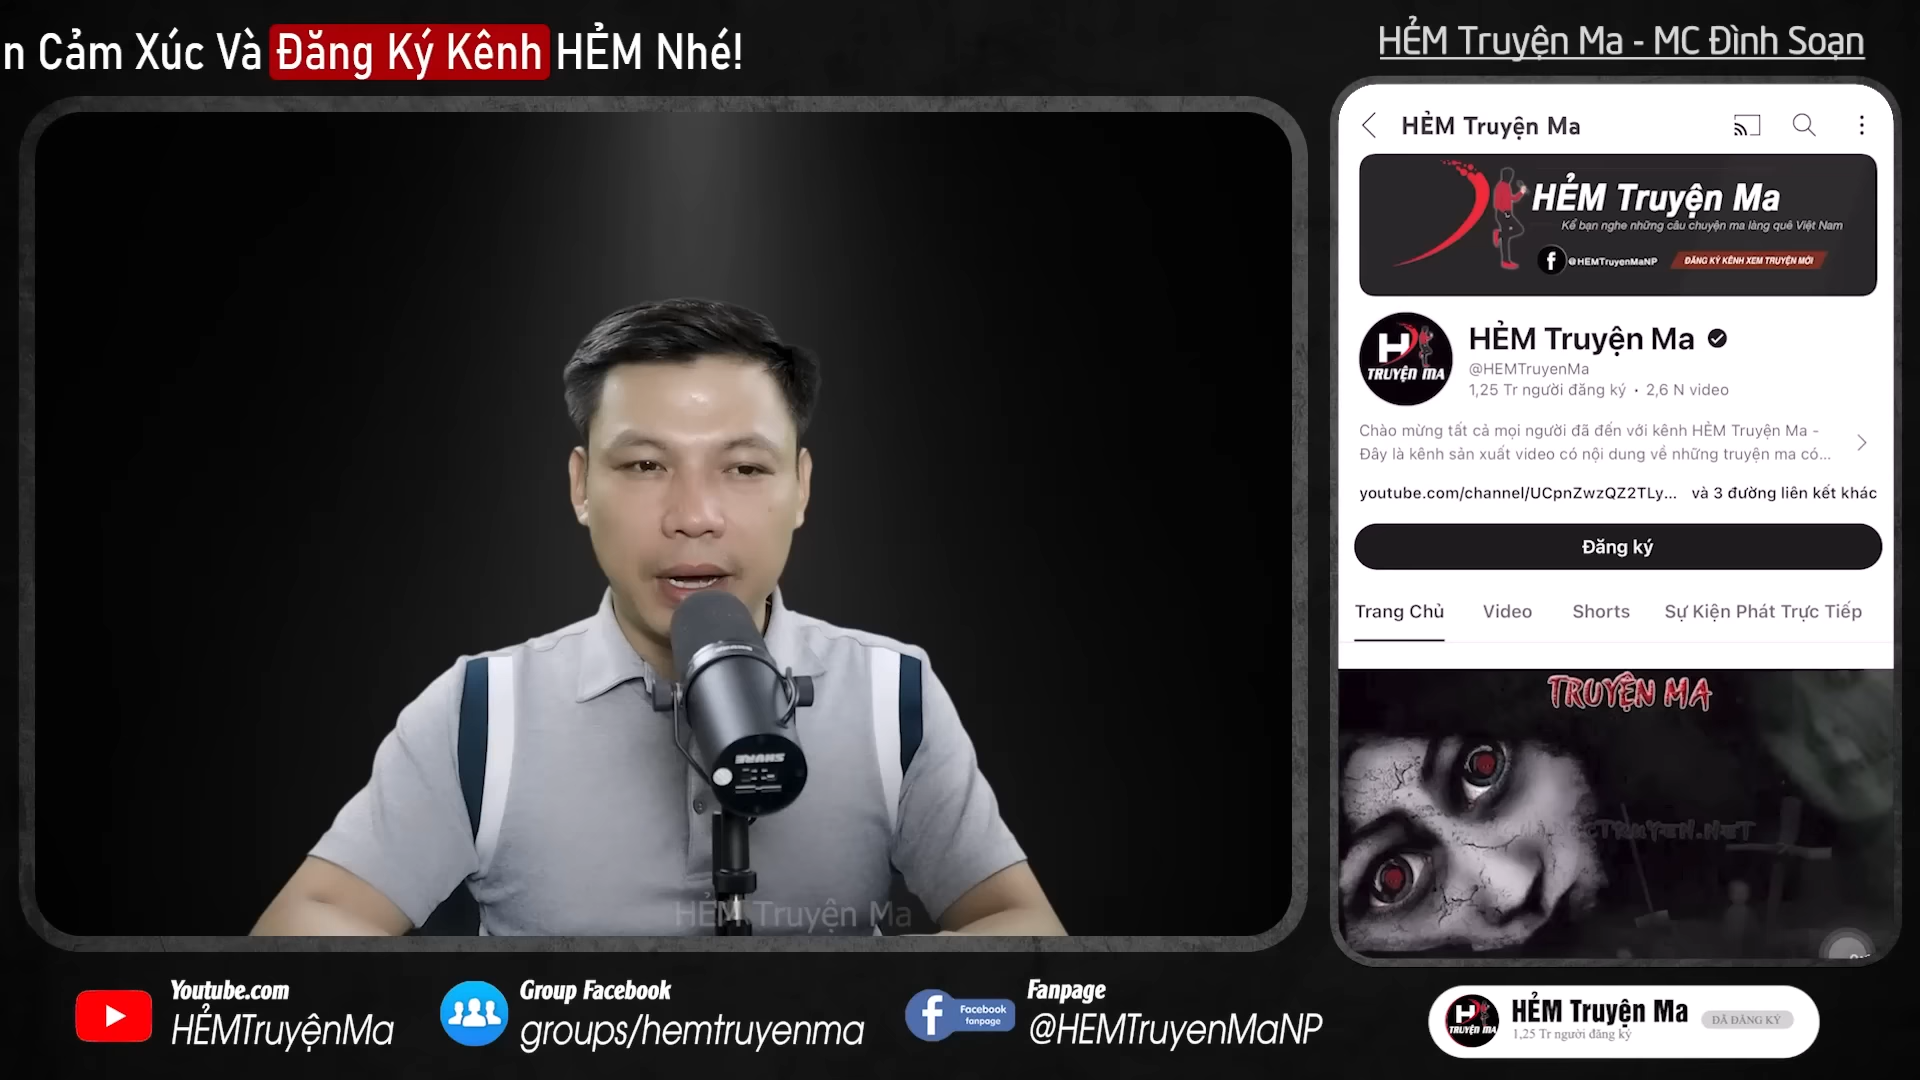 n Cảm Xúc Và Đăng Ký Kênh HẺM Nhé!
HẺM Truyện Ma - MC Đình Soạn
HẺM Truyện Ma
HẺM Truyện Ma
Kể bạn nghe những câu chuyện ma làng quê Việt Nam
@HEMTruyenMaNP
ĐĂNG KÝ KÊNH XEM TRUYỆN MỚI
H
TRUYỆN MA
HẺM Truyện Ma
@HEMTruyenMa
1,25 Tr người đăng ký • 2,6 N video
Chào mừng tất cả mọi người đã đến với kênh HẺM Truyện Ma -
Đây là kênh sản xuất video có nội dung về những truyện ma có...
youtube.com/channel/UCpnZwzQZ2TLy... và 3 đường liên kết khác
Đăng ký
Trang Chủ Video Shorts Sự Kiện Phát Trực Tiếp
TRUYỆN MA
SHURE
HẺM Truyện Ma
Youtube.com
HẺMTruyệnMa
Group Facebook
groups/hemtruyenma
Facebook
fanpage
Fanpage
@HEMTruyenMaNP
H
TRUYỆN MA
HẺM Truyện Ma
1,25 Tr người đăng ký
ĐÃ ĐĂNG KÝ